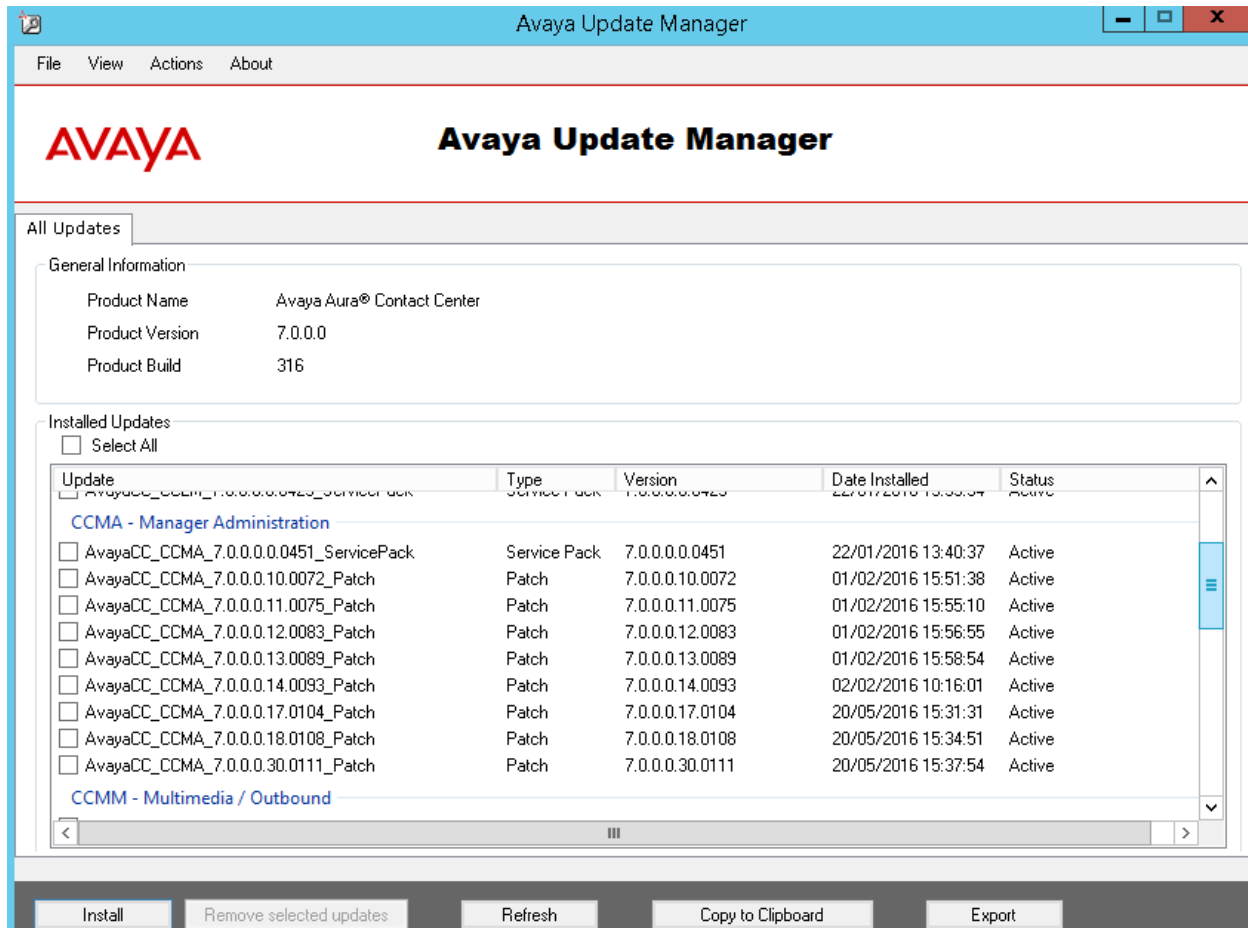 Avaya Update Manager
File View Actions About
AVAYA
Avaya Update Manager
All Updates
General Information
Product Name Avaya Aura® Contact Center
Product Version 7.0.0.0
Product Build 316
Installed Updates
Select All
Update Type Version Date Installed Status
CCMA - Manager Administration
AvayaCC_CCMA_7.0.0.0.0.0451_ServicePack Service Pack 7.0.0.0.0.0451 22/01/2016 13:40:37 Active
AvayaCC_CCMA_7.0.0.0.10.0072_Patch Patch 7.0.0.0.10.0072 01/02/2016 15:51:38 Active
AvayaCC_CCMA_7.0.0.0.11.0075_Patch Patch 7.0.0.0.11.0075 01/02/2016 15:55:10 Active
AvayaCC_CCMA_7.0.0.0.12.0083_Patch Patch 7.0.0.0.12.0083 01/02/2016 15:56:55 Active
AvayaCC_CCMA_7.0.0.0.13.0089_Patch Patch 7.0.0.0.13.0089 01/02/2016 15:58:54 Active
AvayaCC_CCMA_7.0.0.0.14.0093_Patch Patch 7.0.0.0.14.0093 02/02/2016 10:16:01 Active
AvayaCC_CCMA_7.0.0.0.17.0104_Patch Patch 7.0.0.0.17.0104 20/05/2016 15:31:31 Active
AvayaCC_CCMA_7.0.0.0.18.0108_Patch Patch 7.0.0.0.18.0108 20/05/2016 15:34:51 Active
AvayaCC_CCMA_7.0.0.0.30.0111_Patch Patch 7.0.0.0.30.0111 20/05/2016 15:37:54 Active
CCMM - Multimedia / Outbound
Install Remove selected updates Refresh Copy to Clipboard Export